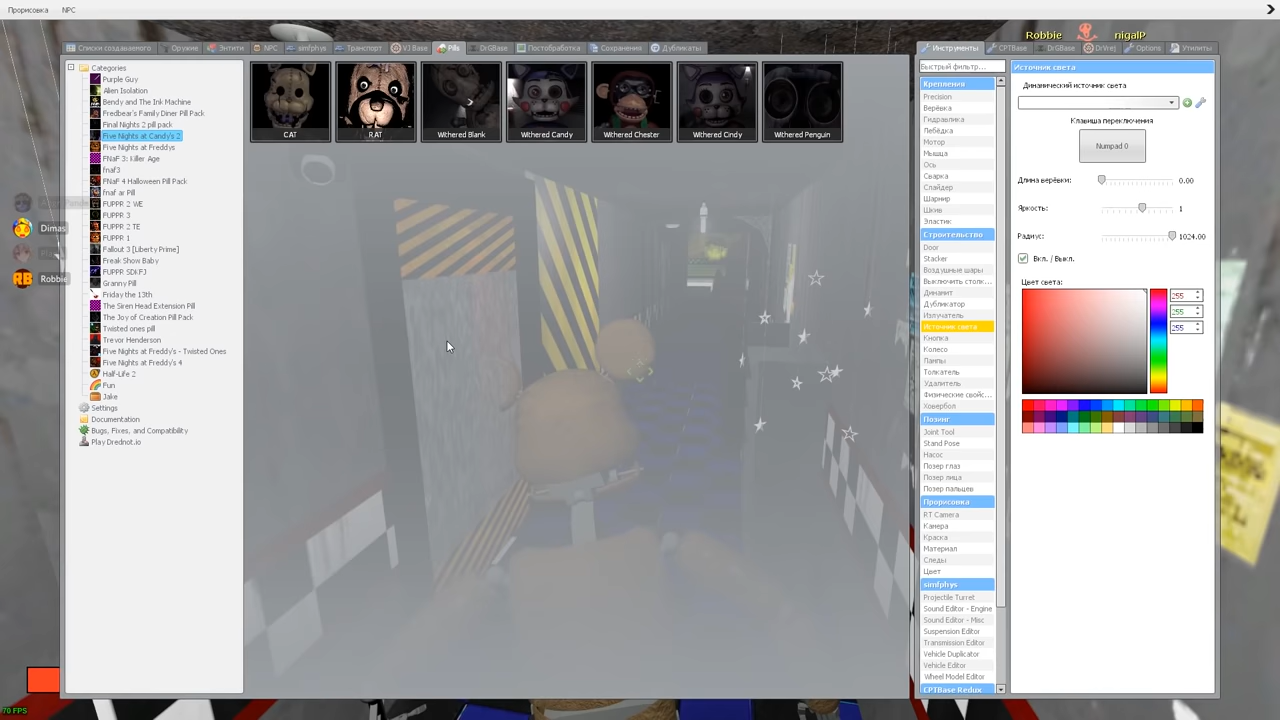 Прорисовка NPC
Robbie nigalP
Списки создаваемого Оружие Энтити NPC simfphys Транспорт VJ Base Pills DrGBase Постобработка Сохранения Дубликаты
Инструменты CPTBase DrGBase DrVrej Options Утилиты
Categories
Purple Guy
Alien Isolation
Bendy and The Ink Machine
Fredbear's Family Diner Pill Pack
Final Nights 2 pill pack
Five Nights at Candy's 2
Five Nights at Freddys
FNaF 3: Killer Age
fnaf3
FNAF 4 Halloween Pill Pack
fnaf ar Pill
FUPPR 2 WE
FUPPR 3
FUPPR 2 TE
FUPPR 1
Fallout 3 [Liberty Prime]
Freak Show Baby
FUPPR SDLFJ
Granny Pill
Friday the 13th
The Siren Head Extension Pill
The Joy of Creation Pill Pack
Twisted ones pill
Trevor Henderson
Five Nights at Freddy's - Twisted Ones
Five Nights at Freddy's 4
Half-Life 2
Fun
Jake
Settings
Documentation
Bugs, Fixes, and Compatibility
Play Drednot.io
CAT RAT Withered Blank Withered Candy Withered Chester Withered Cindy Withered Penguin
Dimas
RB Robbie
Быстрый фильтр...
Крепления
Precision
Верёвка
Гидравлика
Лебёдка
Мотор
Мышца
Ось
Сварка
Слайдер
Шарнир
Шкив
Эластик
Строительство
Door
Stacker
Воздушные шары
Выключить столк...
Динамит
Дубликатор
Излучатель
Источник света
Кнопка
Колесо
Лампы
Толкатель
Удалитель
Физические свойс...
Ховербол
Позинг
Joint Tool
Stand Pose
Насос
Позер глаз
Позер лица
Позер пальцев
Прорисовка
RT Camera
Камера
Краска
Материал
Следы
Цвет
simfphys
Projectile Turret
Sound Editor - Engine
Sound Editor - Misc
Suspension Editor
Transmission Editor
Vehicle Duplicator
Vehicle Editor
Wheel Model Editor
CPTBase Redux
Источник света
Динамический источник света
Клавиша переключения
Numpad 0
Длина верёвки: 0.00
Яркость: 1
Радиус: 1024.00
Вкл. / Выкл.
Цвет света:
255
255
255
70 FPS